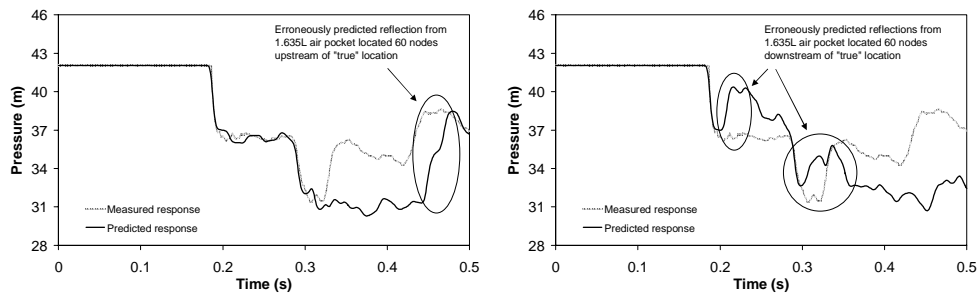 46
42
40
37
34
31
28
Pressure (m)
Erroneously predicted reflection from
1.635L air pocket located 60 nodes
upstream of "true" location
Measured response
Predicted response
0
0.1
0.2
0.3
0.4
0.5
Time (s)
46
43
40
37
34
31
28
Pressure (m)
Erroneously predicted reflections from
1.635L air pocket located 60 nodes
downstream of "true" location
Measured response
Predicted response
0
0.1
0.2
0.3
0.4
0.5
Time (s)